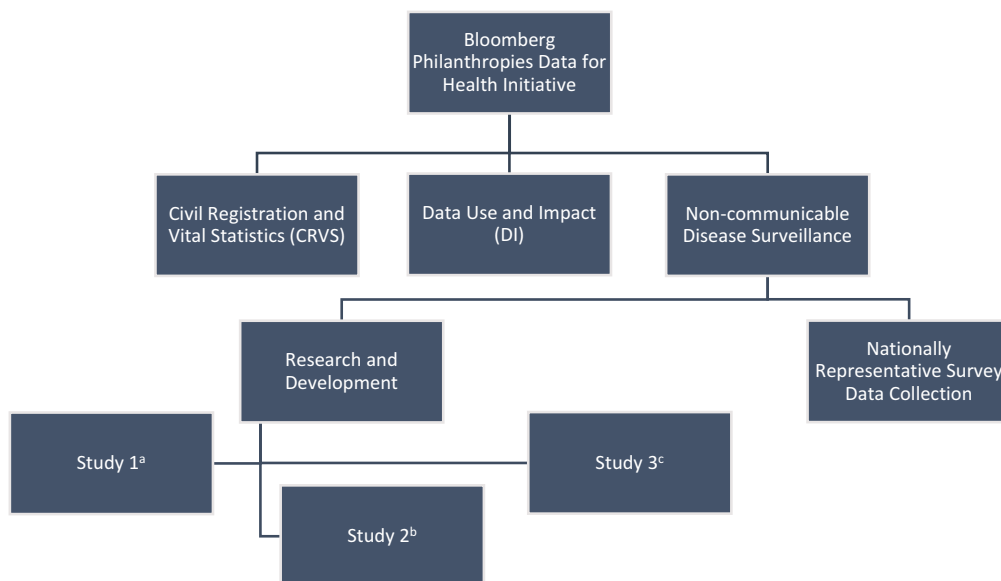 Bloomberg
Philanthropies Data for
Health Initiative
Civil Registration and
Vital Statistics (CRVS)
Data Use and Impact
(DI)
Non-communicable
Disease Surveillance
Research and
Development
Nationally
Representative Survey
Data Collection
Study 1ᵃ
Study 3ᶜ
Study 2ᵇ